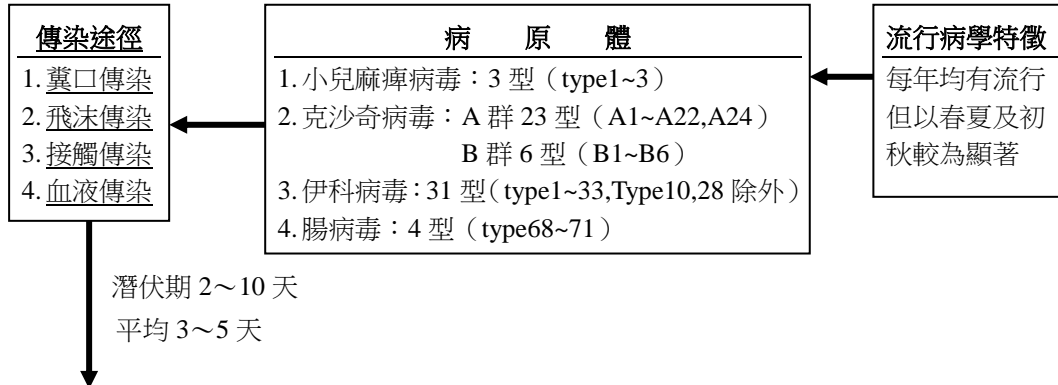 傳染途徑
1. 糞口傳染
2. 飛沫傳染
3. 接觸傳染
4. 血液傳染
病 原 體
1. 小兒麻痺病毒：3 型（type1~3）
2. 克沙奇病毒：A 群 23 型（A1~A22,A24）
B 群 6 型（B1~B6）
3. 伊科病毒：31 型（type1~33,Type10,28 除外）
4. 腸病毒：4 型（type68~71）
流行病學特徵
每年均有流行
但以春夏及初
秋較為顯著
潛伏期 2～10 天
平均 3～5 天